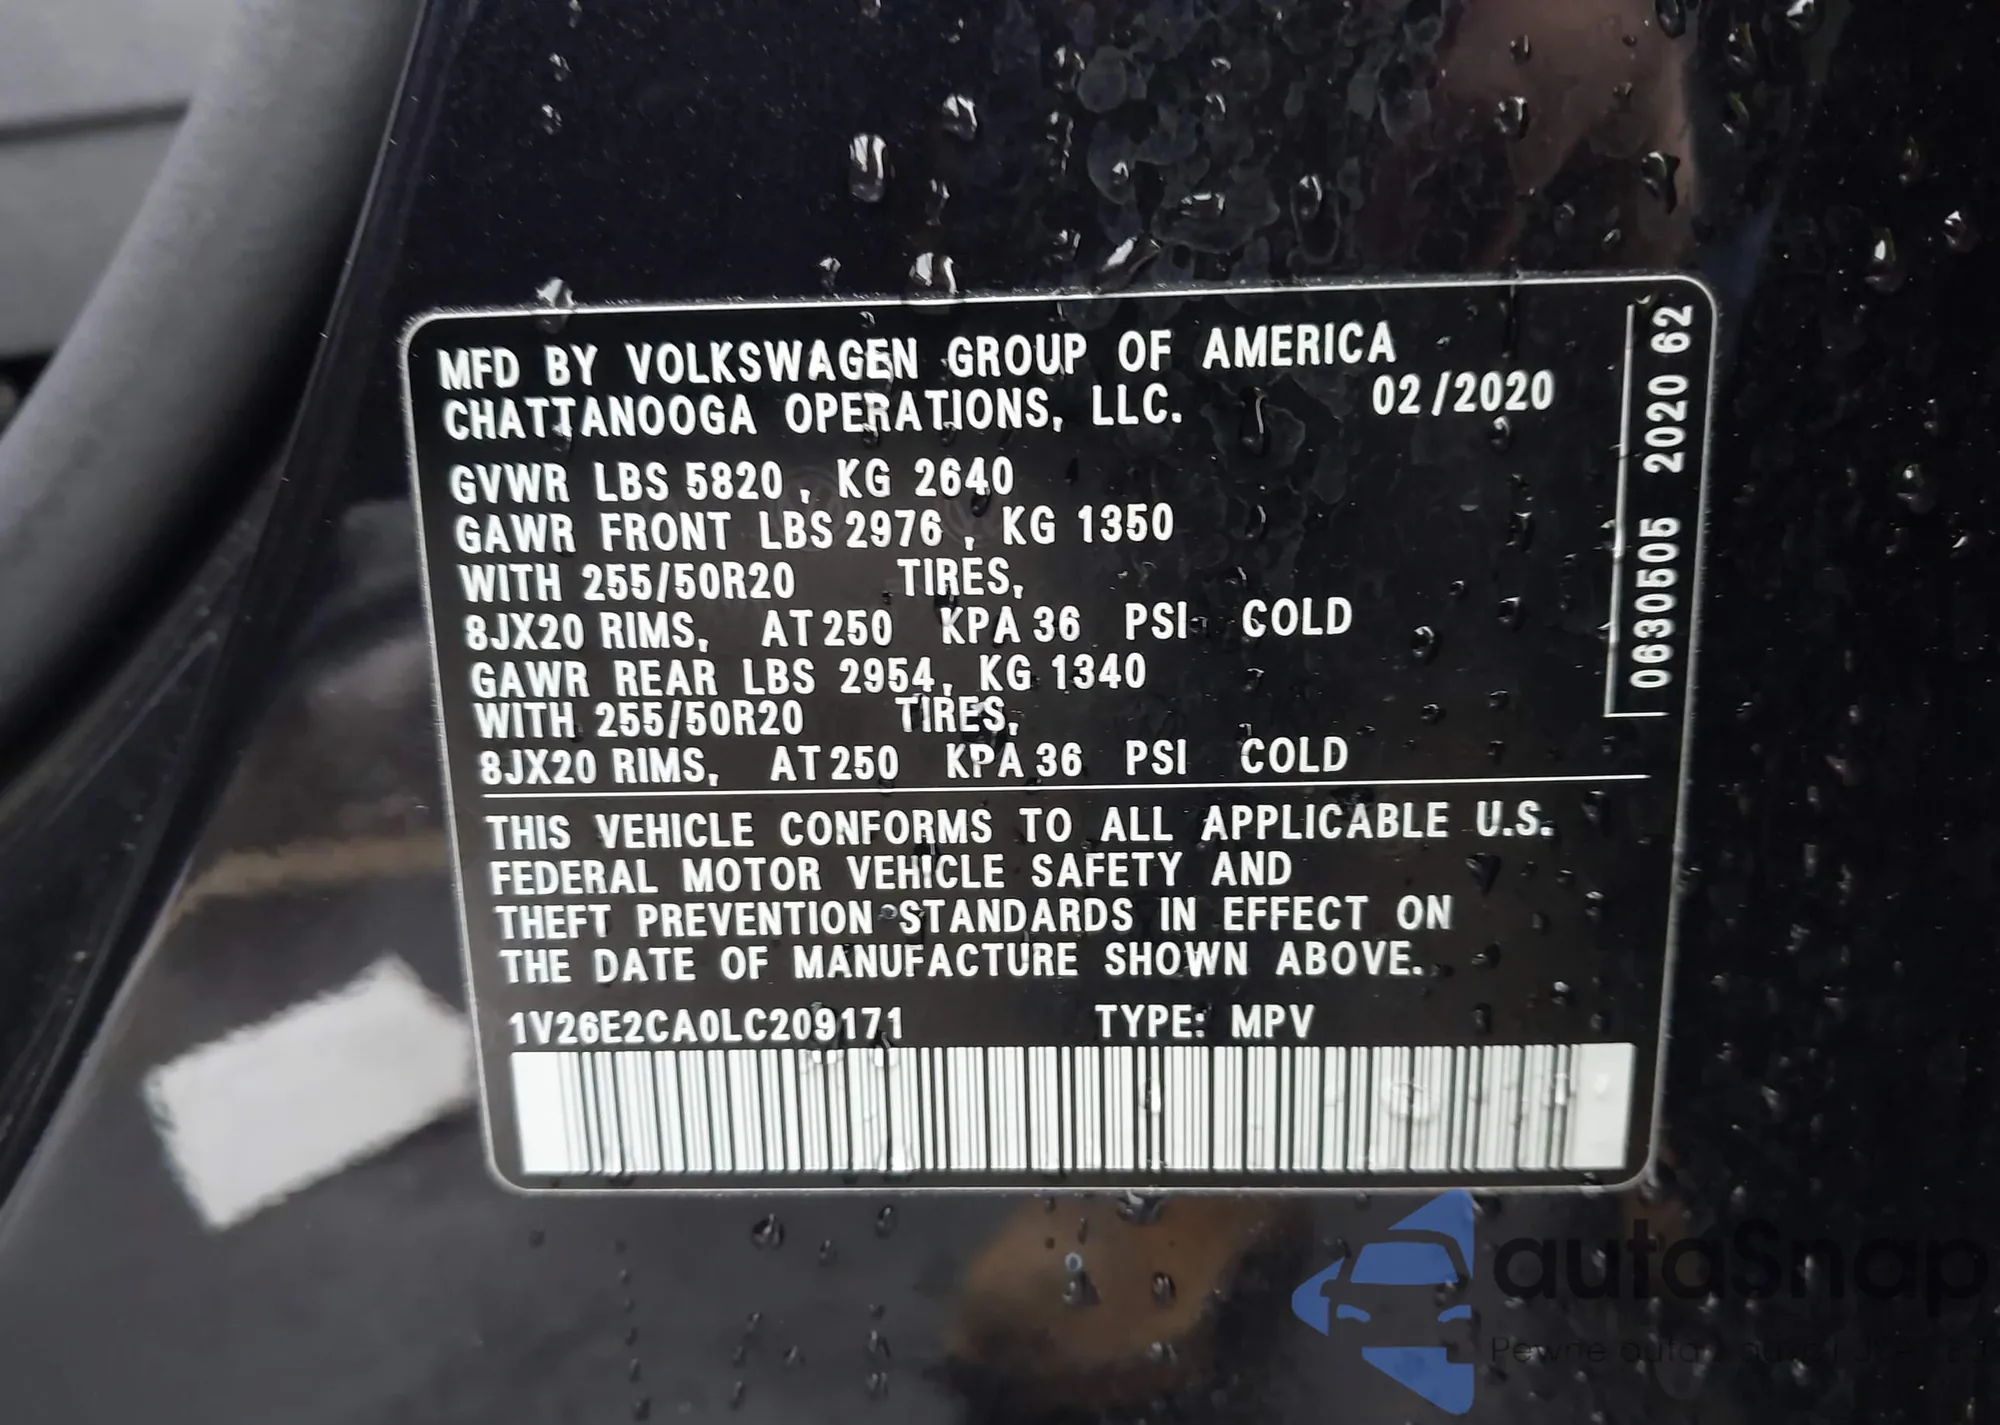 MFD BY VOLKSWAGEN GROUP OF AMERICA
CHATTANOOGA OPERATIONS, LLC. 02/2020
GVWR LBS 5820, KG 2640
GAWR FRONT LBS 2976, KG 1350
WITH 255/50R20 TIRES,
8JX20 RIMS, AT 250 KPA 36 PSI COLD
GAWR REAR LBS 2954, KG 1340
WITH 255/50R20 TIRES,
8JX20 RIMS, AT 250 KPA 36 PSI COLD
THIS VEHICLE CONFORMS TO ALL APPLICABLE U.S.
FEDERAL MOTOR VEHICLE SAFETY AND
THEFT PREVENTION STANDARDS IN EFFECT ON
THE DATE OF MANUFACTURE SHOWN ABOVE.
1V26E2CA0LC209171 TYPE: MPV
0630505 2020 62
autaSnap
Pewne auta